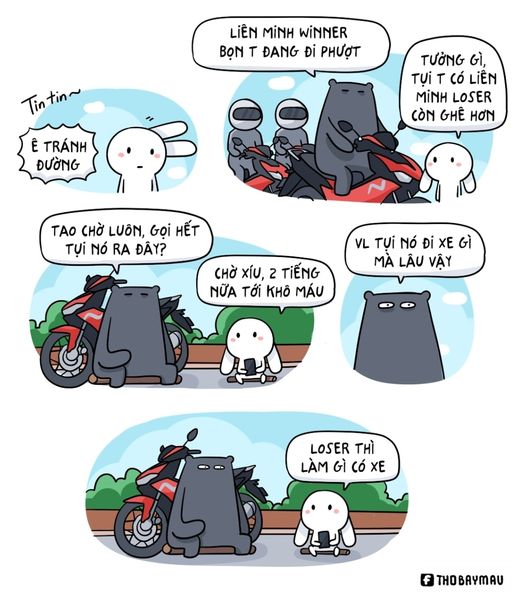 Tin tin~
Ê TRÁNH
ĐƯỜNG
LIÊN MINH WINNER
BỌN T ĐANG ĐI PHƯỢT
TƯỞNG GÌ,
TỤI T CÓ LIÊN
MINH LOSER
CÒN GHÊ HƠN
TAO CHỜ LUÔN, GỌI HẾT
TỤI NÓ RA ĐÂY?
CHỜ XÍU, 2 TIẾNG
NỮA TỚI KHÔ MÁU
VL TỤI NÓ ĐI XE GÌ
MÀ LÂU VẬY
LOSER THÌ
LÀM GÌ CÓ XE
f THOBAYMAU